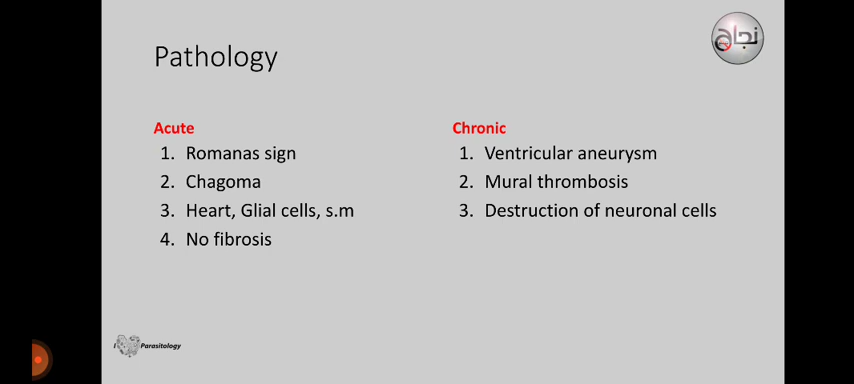 نجاح
Pathology
Acute
1. Romanas sign
2. Chagoma
3. Heart, Glial cells, s.m
4. No fibrosis
Chronic
1. Ventricular aneurysm
2. Mural thrombosis
3. Destruction of neuronal cells
I Parasitology